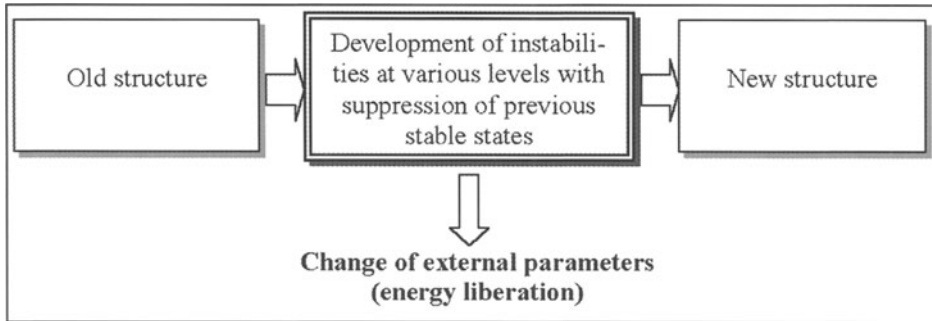 Old structure
Development of instabili-
ties at various levels with
suppression of previous
stable states
New structure
Change of external parameters
(energy liberation)